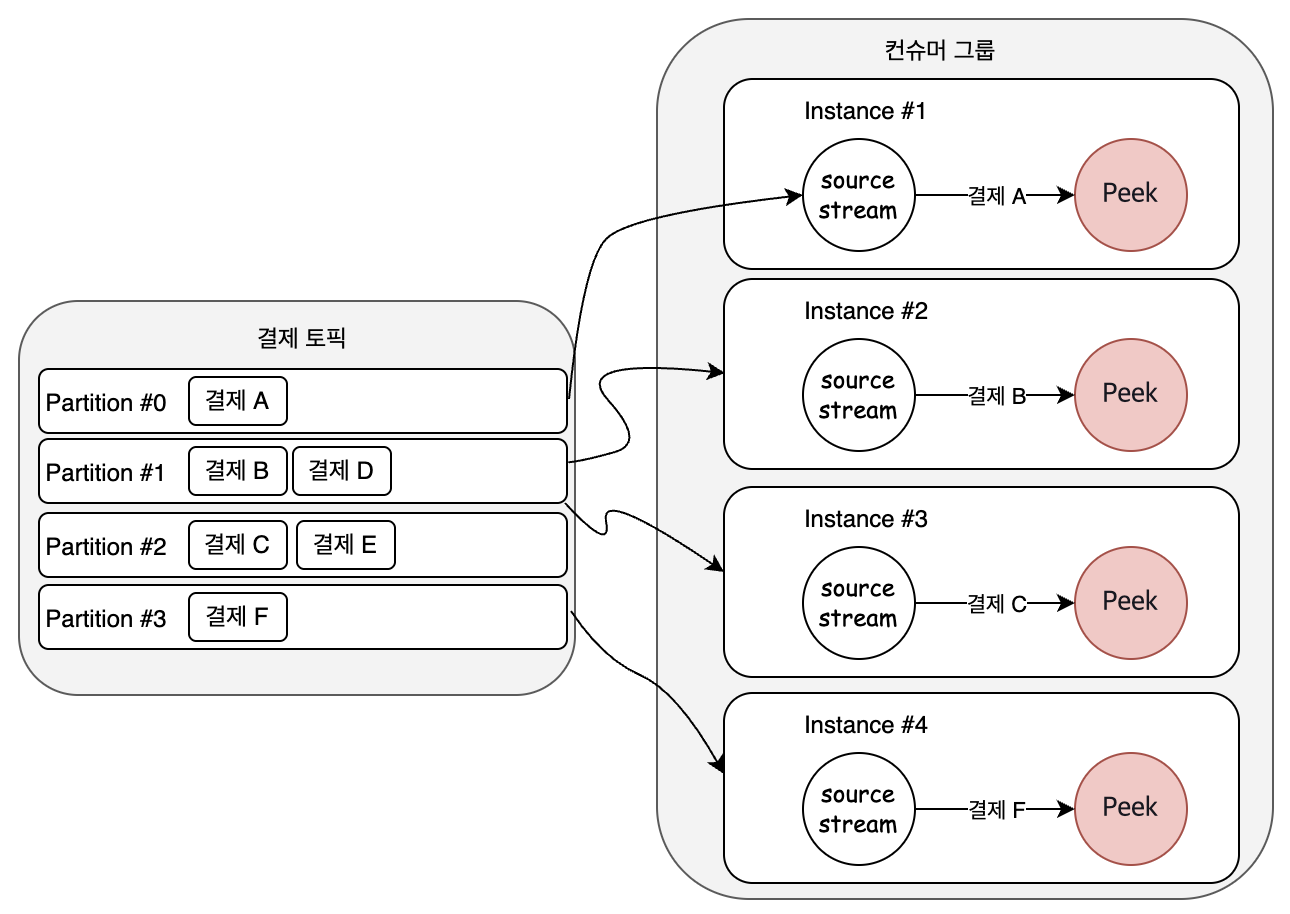 컨슈머 그룹
Instance #1
source
stream
결제 A
Peek
Instance #2
source
stream
결제 B
Peek
결제 토픽
Partition #0 결제 A
Partition #1 결제 B 결제 D
Partition #2 결제 C 결제 E
Partition #3 결제 F
Instance #3
source
stream
결제 C
Peek
Instance #4
source
stream
결제 F
Peek